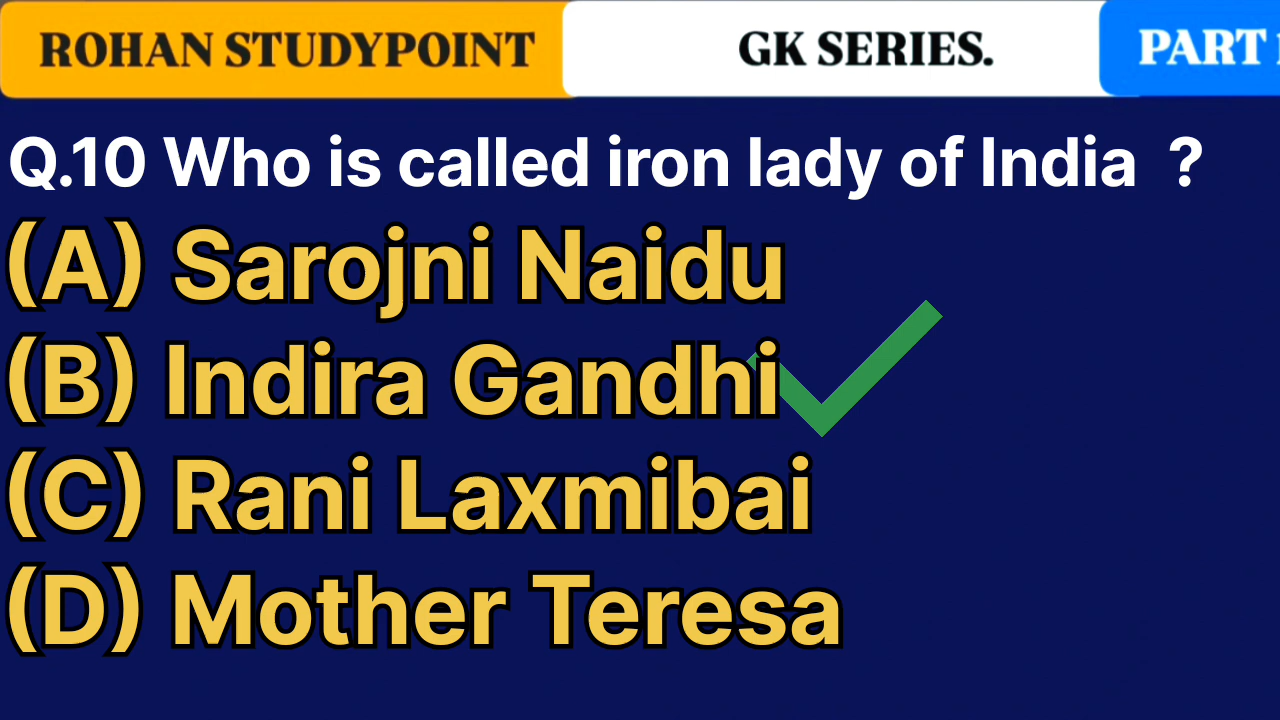 ROHAN STUDYPOINT GK SERIES. PART
Q.10 Who is called iron lady of India ?
(A) Sarojni Naidu
(B) Indira Gandhi
(C) Rani Laxmibai
(D) Mother Teresa